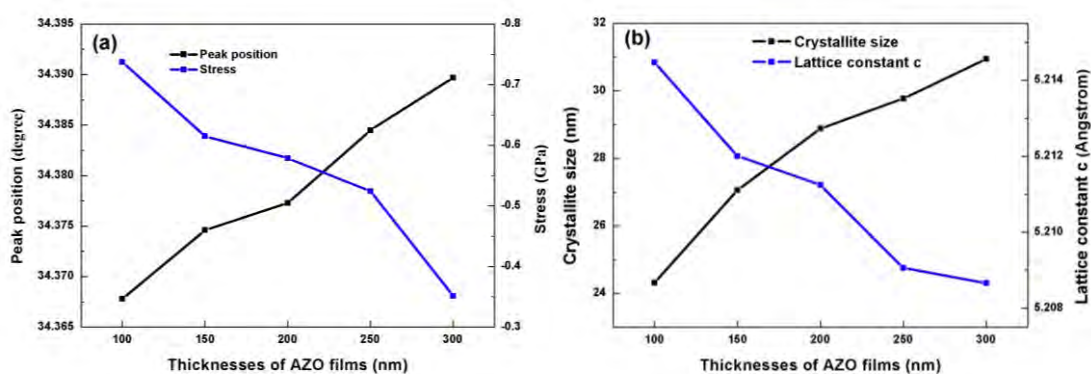 (a)
Peak position
Stress
34.395
34.390
34.385
34.380
34.375
34.370
34.365
Peak position (degree)
-0.8
-0.7
-0.6
-0.5
-0.4
-0.3
Stress (GPa)
100 150 200 250 300
Thicknesses of AZO films (nm)
(b)
Crystallite size
Lattice constant c
32
30
28
26
24
Crystallite size (nm)
5.214
5.212
5.210
5.208
Lattice constant c (Angstrom)
100 150 200 250 300
Thicknesses of AZO films (nm)